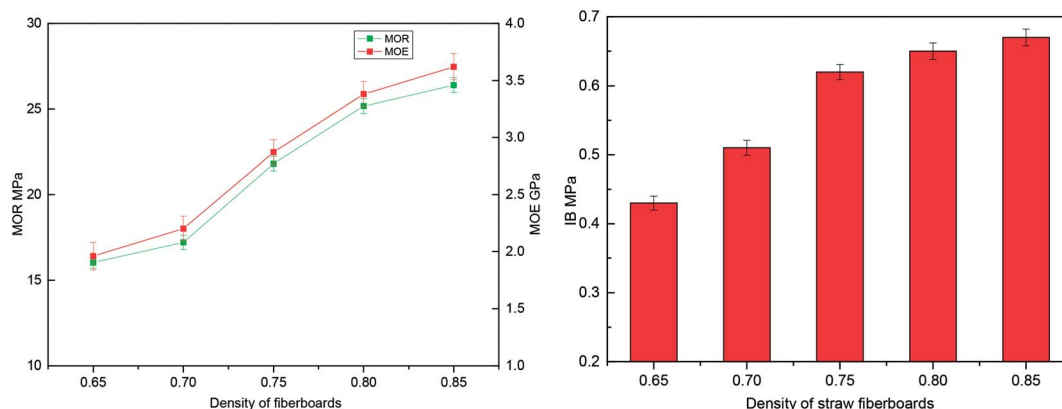 30
25
20
15
10
MOR MPa
MOR
MOE
4.0
3.5
3.0
2.5
2.0
1.5
1.0
MOE GPa
0.65 0.70 0.75 0.80 0.85
Density of fiberboards
0.7
0.6
0.5
0.4
0.3
0.2
IB MPa
0.65 0.70 0.75 0.80 0.85
Density of straw fiberboards